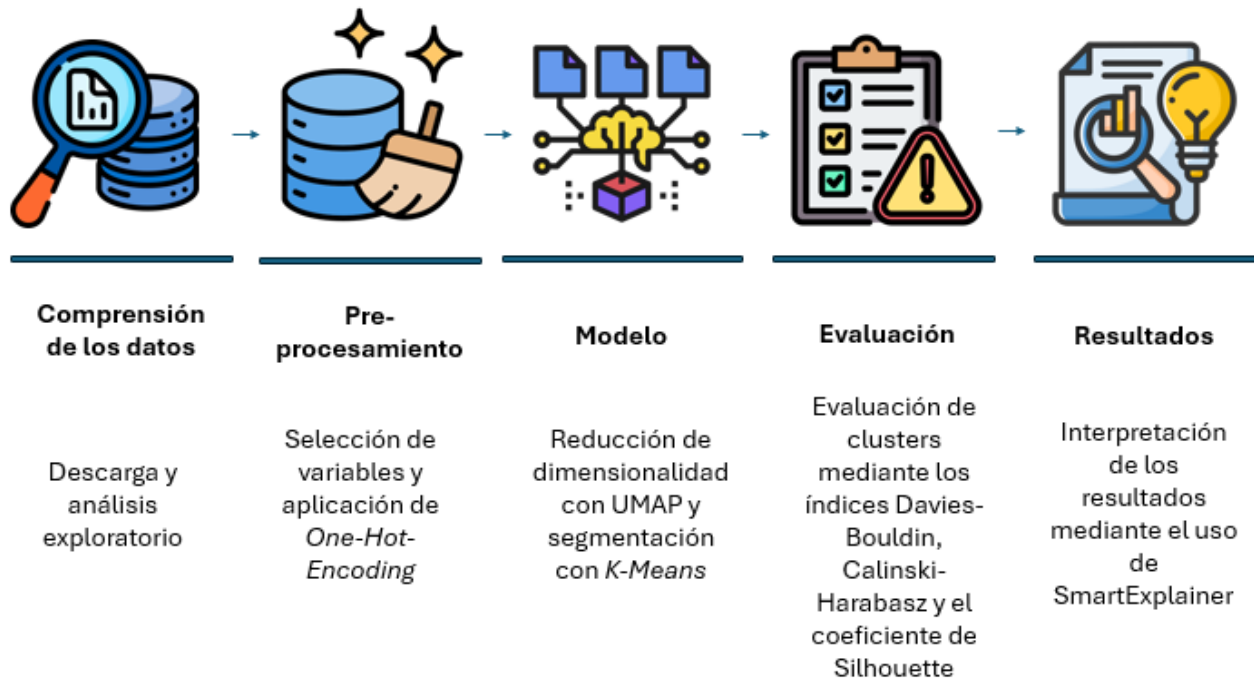 Comprensión
de los datos
Descarga y
análisis
exploratorio
Pre-
procesamiento
Selección de
variables y
aplicación de
One-Hot-
Encoding
Modelo
Reducción de
dimensionalidad
con UMAP y
segmentación
con K-Means
Evaluación
Evaluación de
clusters
mediante los
índices Davies-
Bouldin,
Calinski-
Harabasz y el
coeficiente de
Silhouette
Resultados
Interpretación
de los
resultados
mediante el uso
de
SmartExplainer